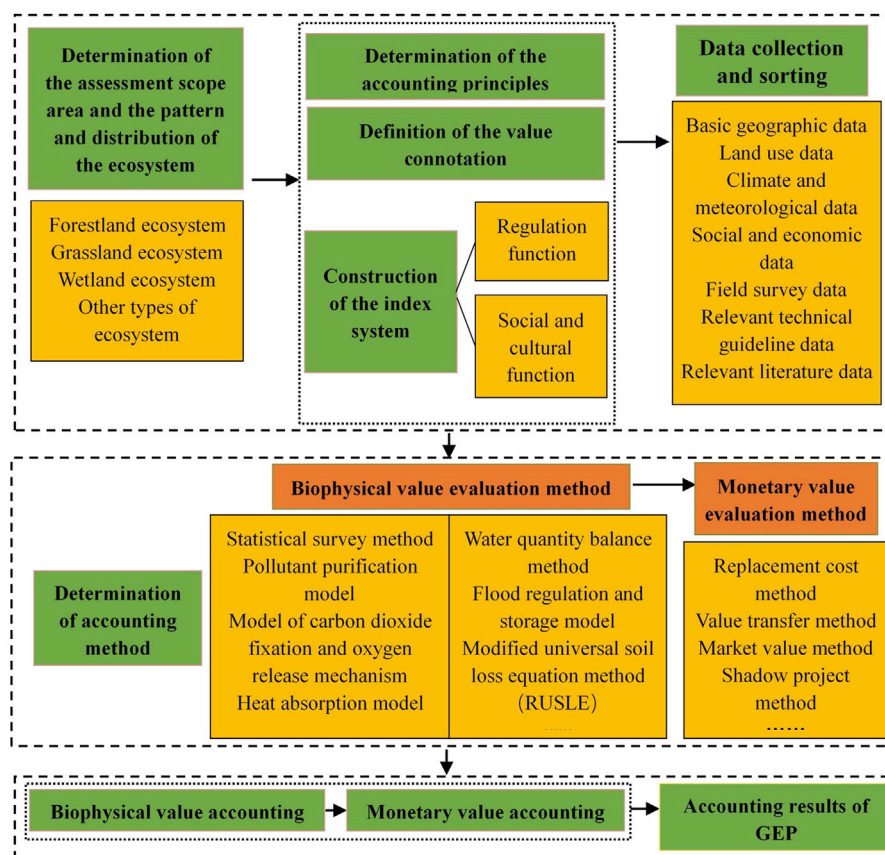 Determination of
the assessment scope
area and the pattern
and distribution of
the ecosystem
Forestland ecosystem
Grassland ecosystem
Wetland ecosystem
Other types of
ecosystem
Determination of the
accounting principles
Definition of the value
connotation
Construction
of the index
system
Regulation
function
Social and
cultural
function
Data collection
and sorting
Basic geographic data
Land use data
Climate and
meteorological data
Social and economic
data
Field survey data
Relevant technical
guideline data
Relevant literature data
Determination
of accounting
method
Biophysical value evaluation method
Statistical survey method
Pollutant purification
model
Model of carbon dioxide
fixation and oxygen
release mechanism
Heat absorption model
Water quantity balance
method
Flood regulation and
storage model
Modified universal soil
loss equation method
(RUSLE)
……
Monetary value
evaluation method
Replacement cost
method
Value transfer method
Market value method
Shadow project
method
……
Biophysical value accounting
Monetary value accounting
Accounting results of
GEP